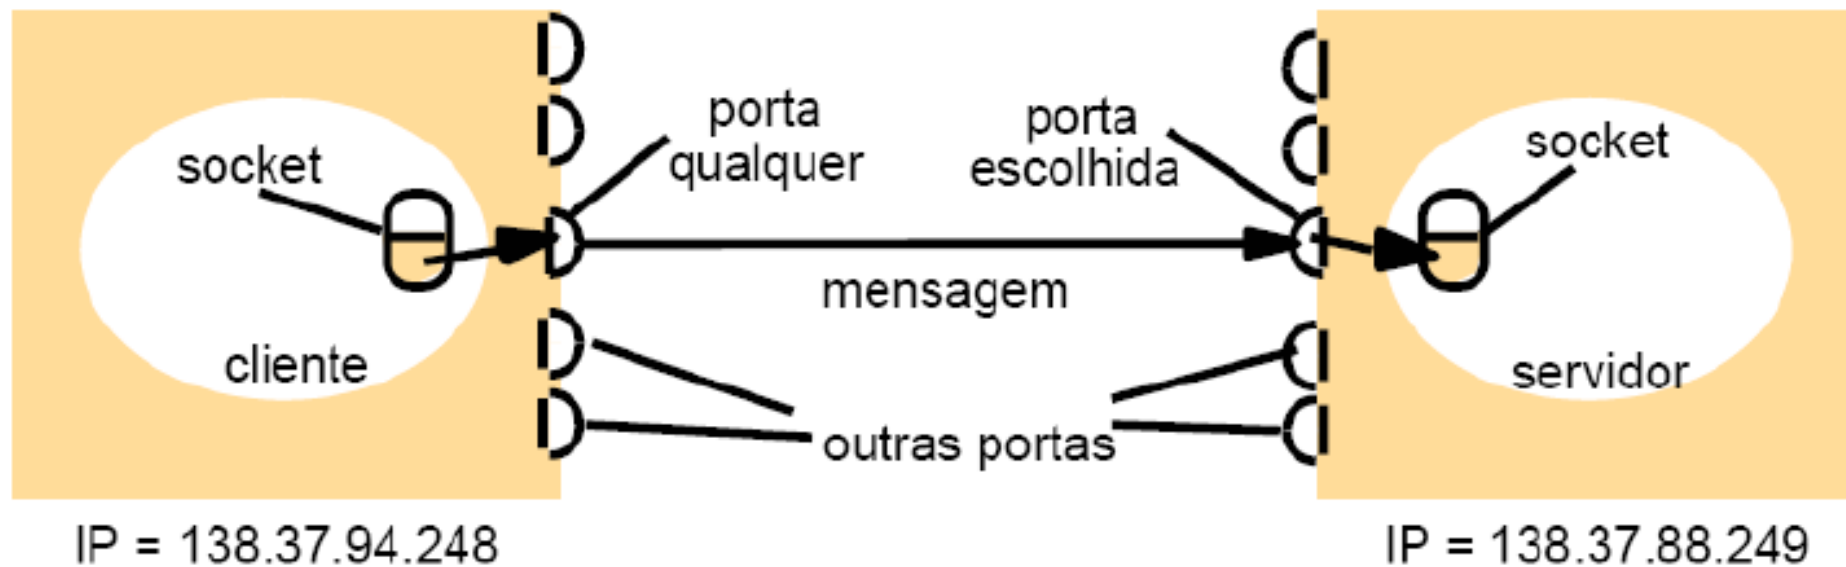 socket
cliente
porta
qualquer
mensagem
porta
escolhida
outras portas
socket
servidor
IP = 138.37.94.248
IP = 138.37.88.249